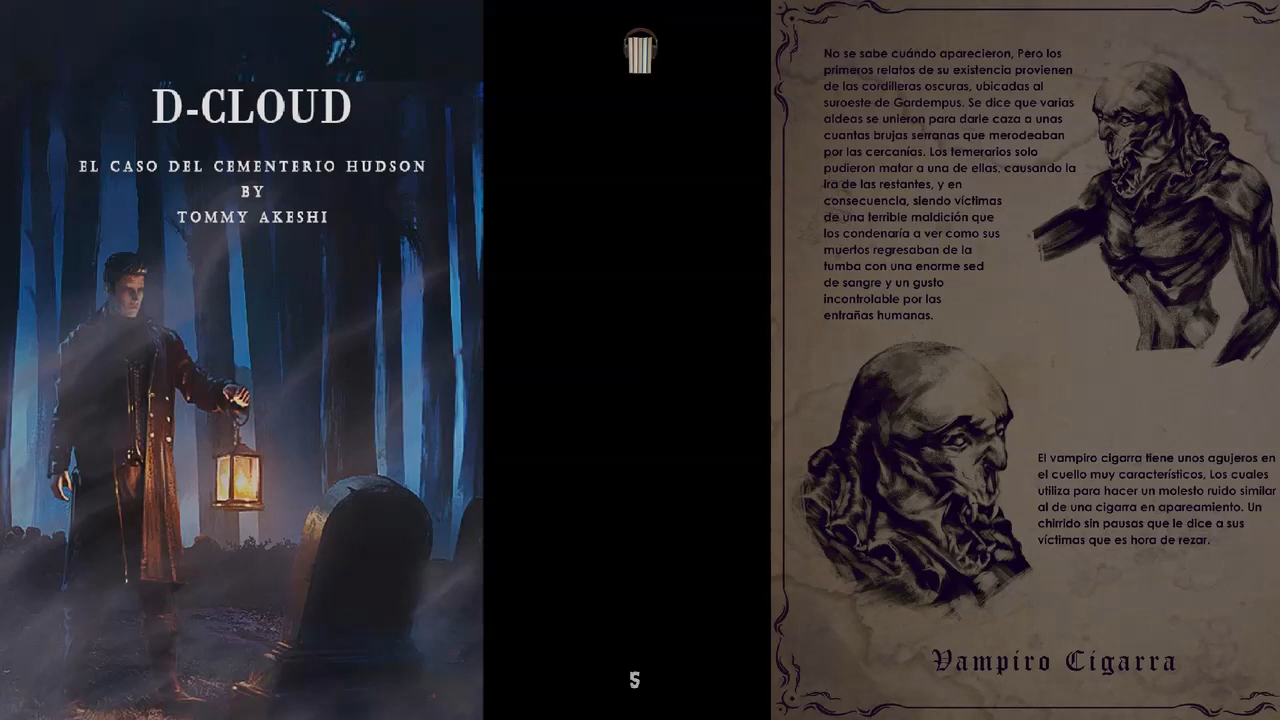 D-CLOUD
EL CASO DEL CEMENTERIO HUDSON
BY
TOMMY AKESHI
5
No se sabe cuándo aparecieron, Pero los
primeros relatos de su existencia provienen
de las cordilleras oscuras, ubicadas al
suroeste de Gardempus. Se dice que varias
aldeas se unieron para darle caza a unas
cuantas brujas serranas que merodeaban
por las cercanías. Los temerarios solo
pudieron matar a una de ellas, causando la
ira de las restantes, y en
consecuencia, siendo víctimas
de una terrible maldición que
los condenaría a ver como sus
muertos regresaban de la
tumba con una enorme sed
de sangre y un gusto
incontrolable por las
entrañas humanas.
El vampiro cigarra tiene unos agujeros en
el cuello muy característicos, Los cuales
utiliza para hacer un molesto ruido similar
al de una cigarra en apareamiento. Un
chirrido sin pausas que le dice a sus
víctimas que es hora de rezar.
Vampiro Cigarra